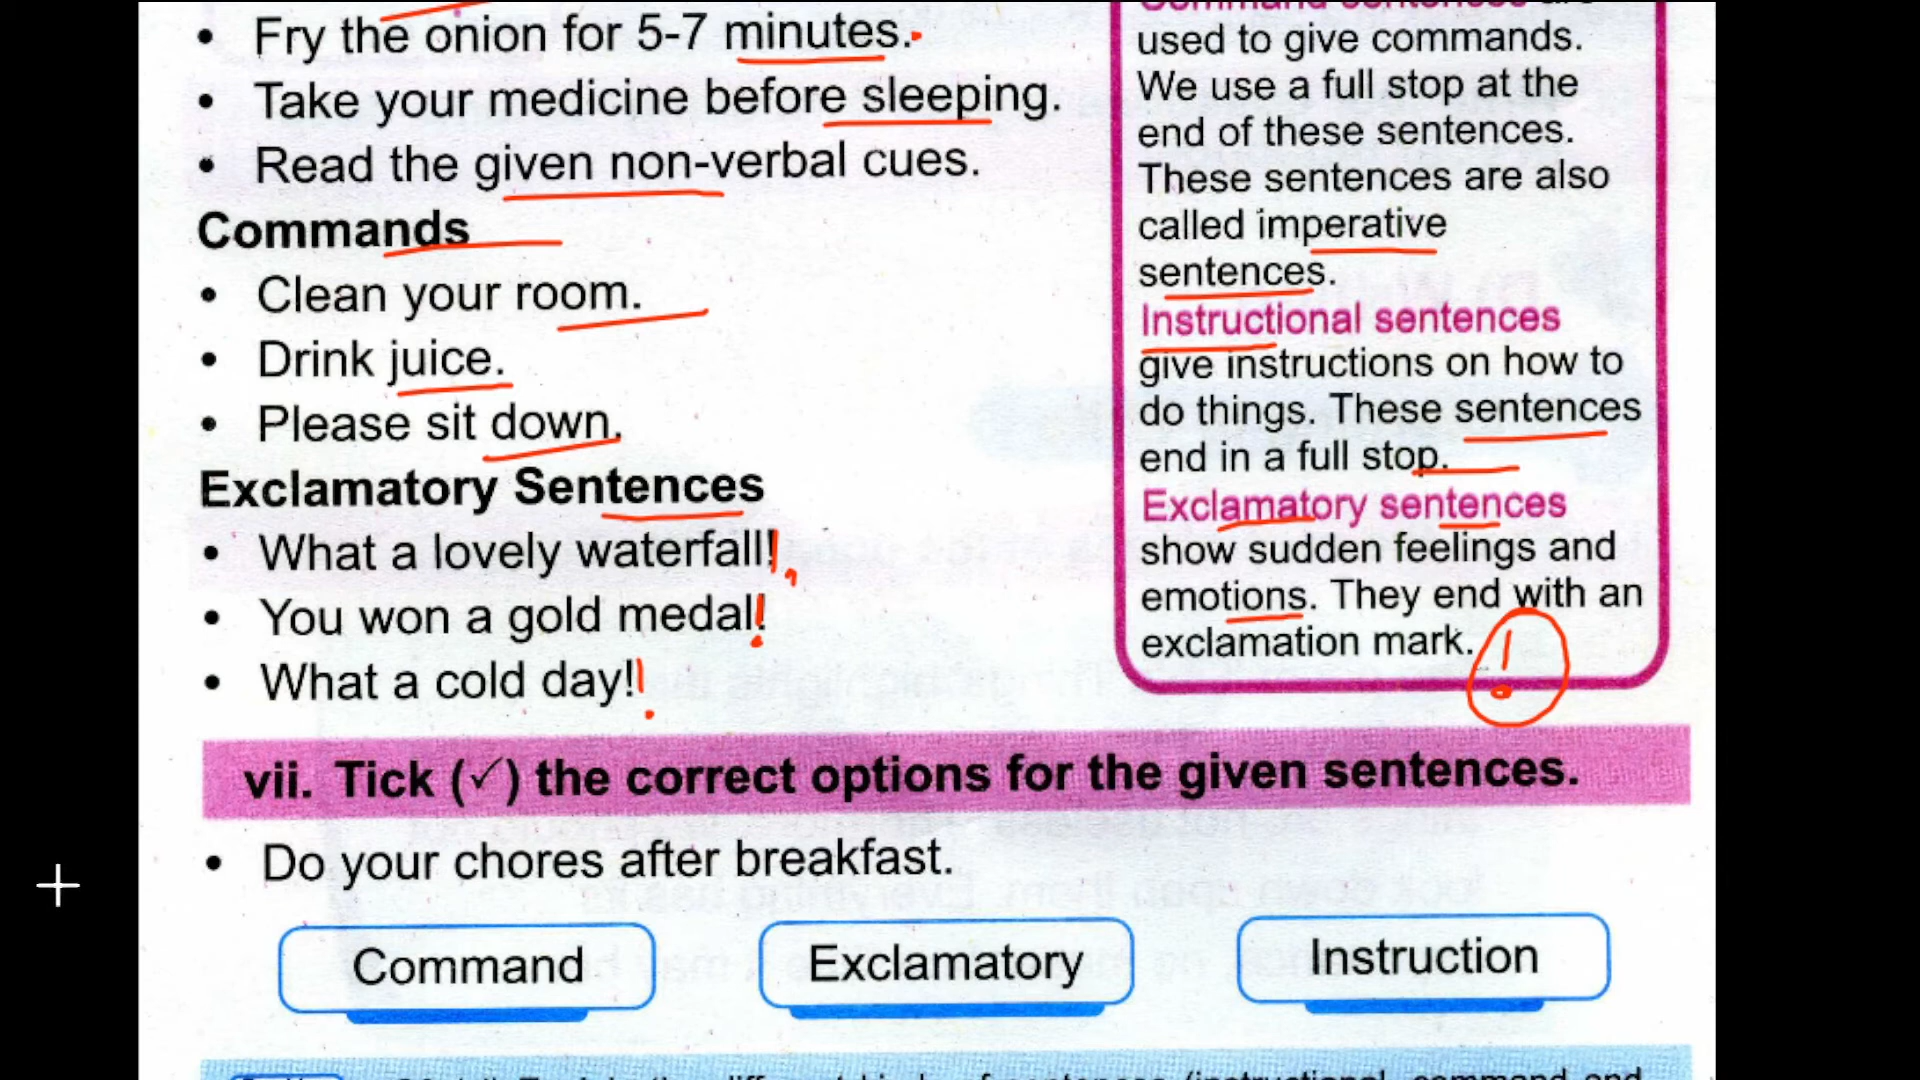 • Fry the onion for 5-7 minutes.
• Take your medicine before sleeping.
• Read the given non-verbal cues.
Commands
• Clean your room.
• Drink juice.
• Please sit down.
Exclamatory Sentences
• What a lovely waterfall!
• You won a gold medal!
• What a cold day!
Command sentences are
used to give commands.
We use a full stop at the
end of these sentences.
These sentences are also
called imperative
sentences.
Instructional sentences
give instructions on how to
do things. These sentences
end in a full stop.
Exclamatory sentences
show sudden feelings and
emotions. They end with an
exclamation mark. !
vii. Tick (✓) the correct options for the given sentences.
• Do your chores after breakfast.
Command Exclamatory Instruction